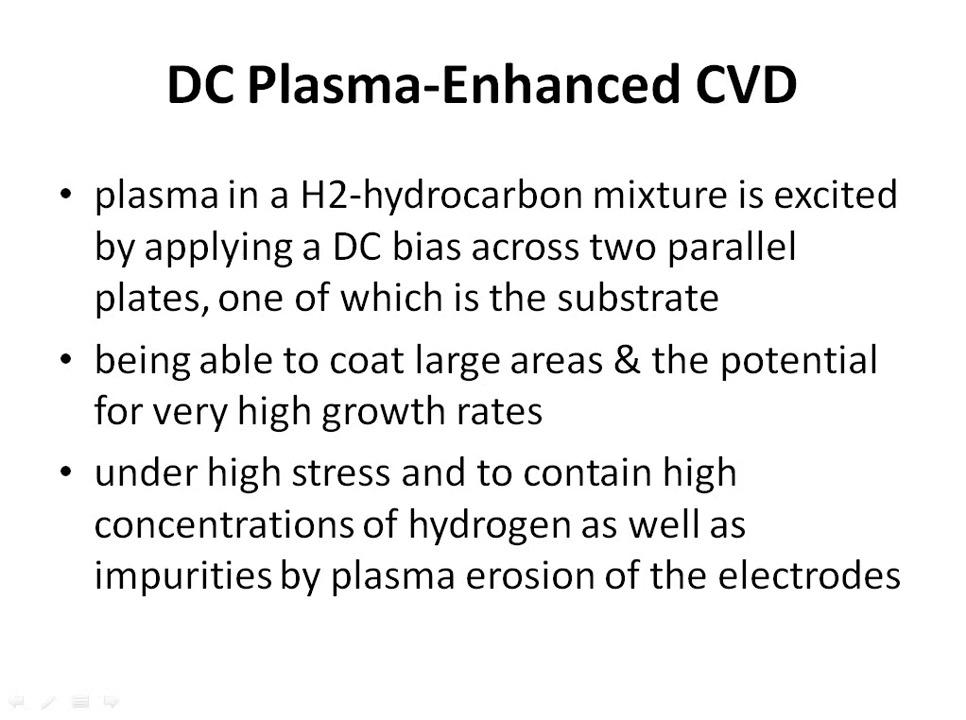 DC Plasma-Enhanced CVD
• plasma in a H2-hydrocarbon mixture is excited
by applying a DC bias across two parallel
plates, one of which is the substrate
• being able to coat large areas & the potential
for very high growth rates
• under high stress and to contain high
concentrations of hydrogen as well as
impurities by plasma erosion of the electrodes